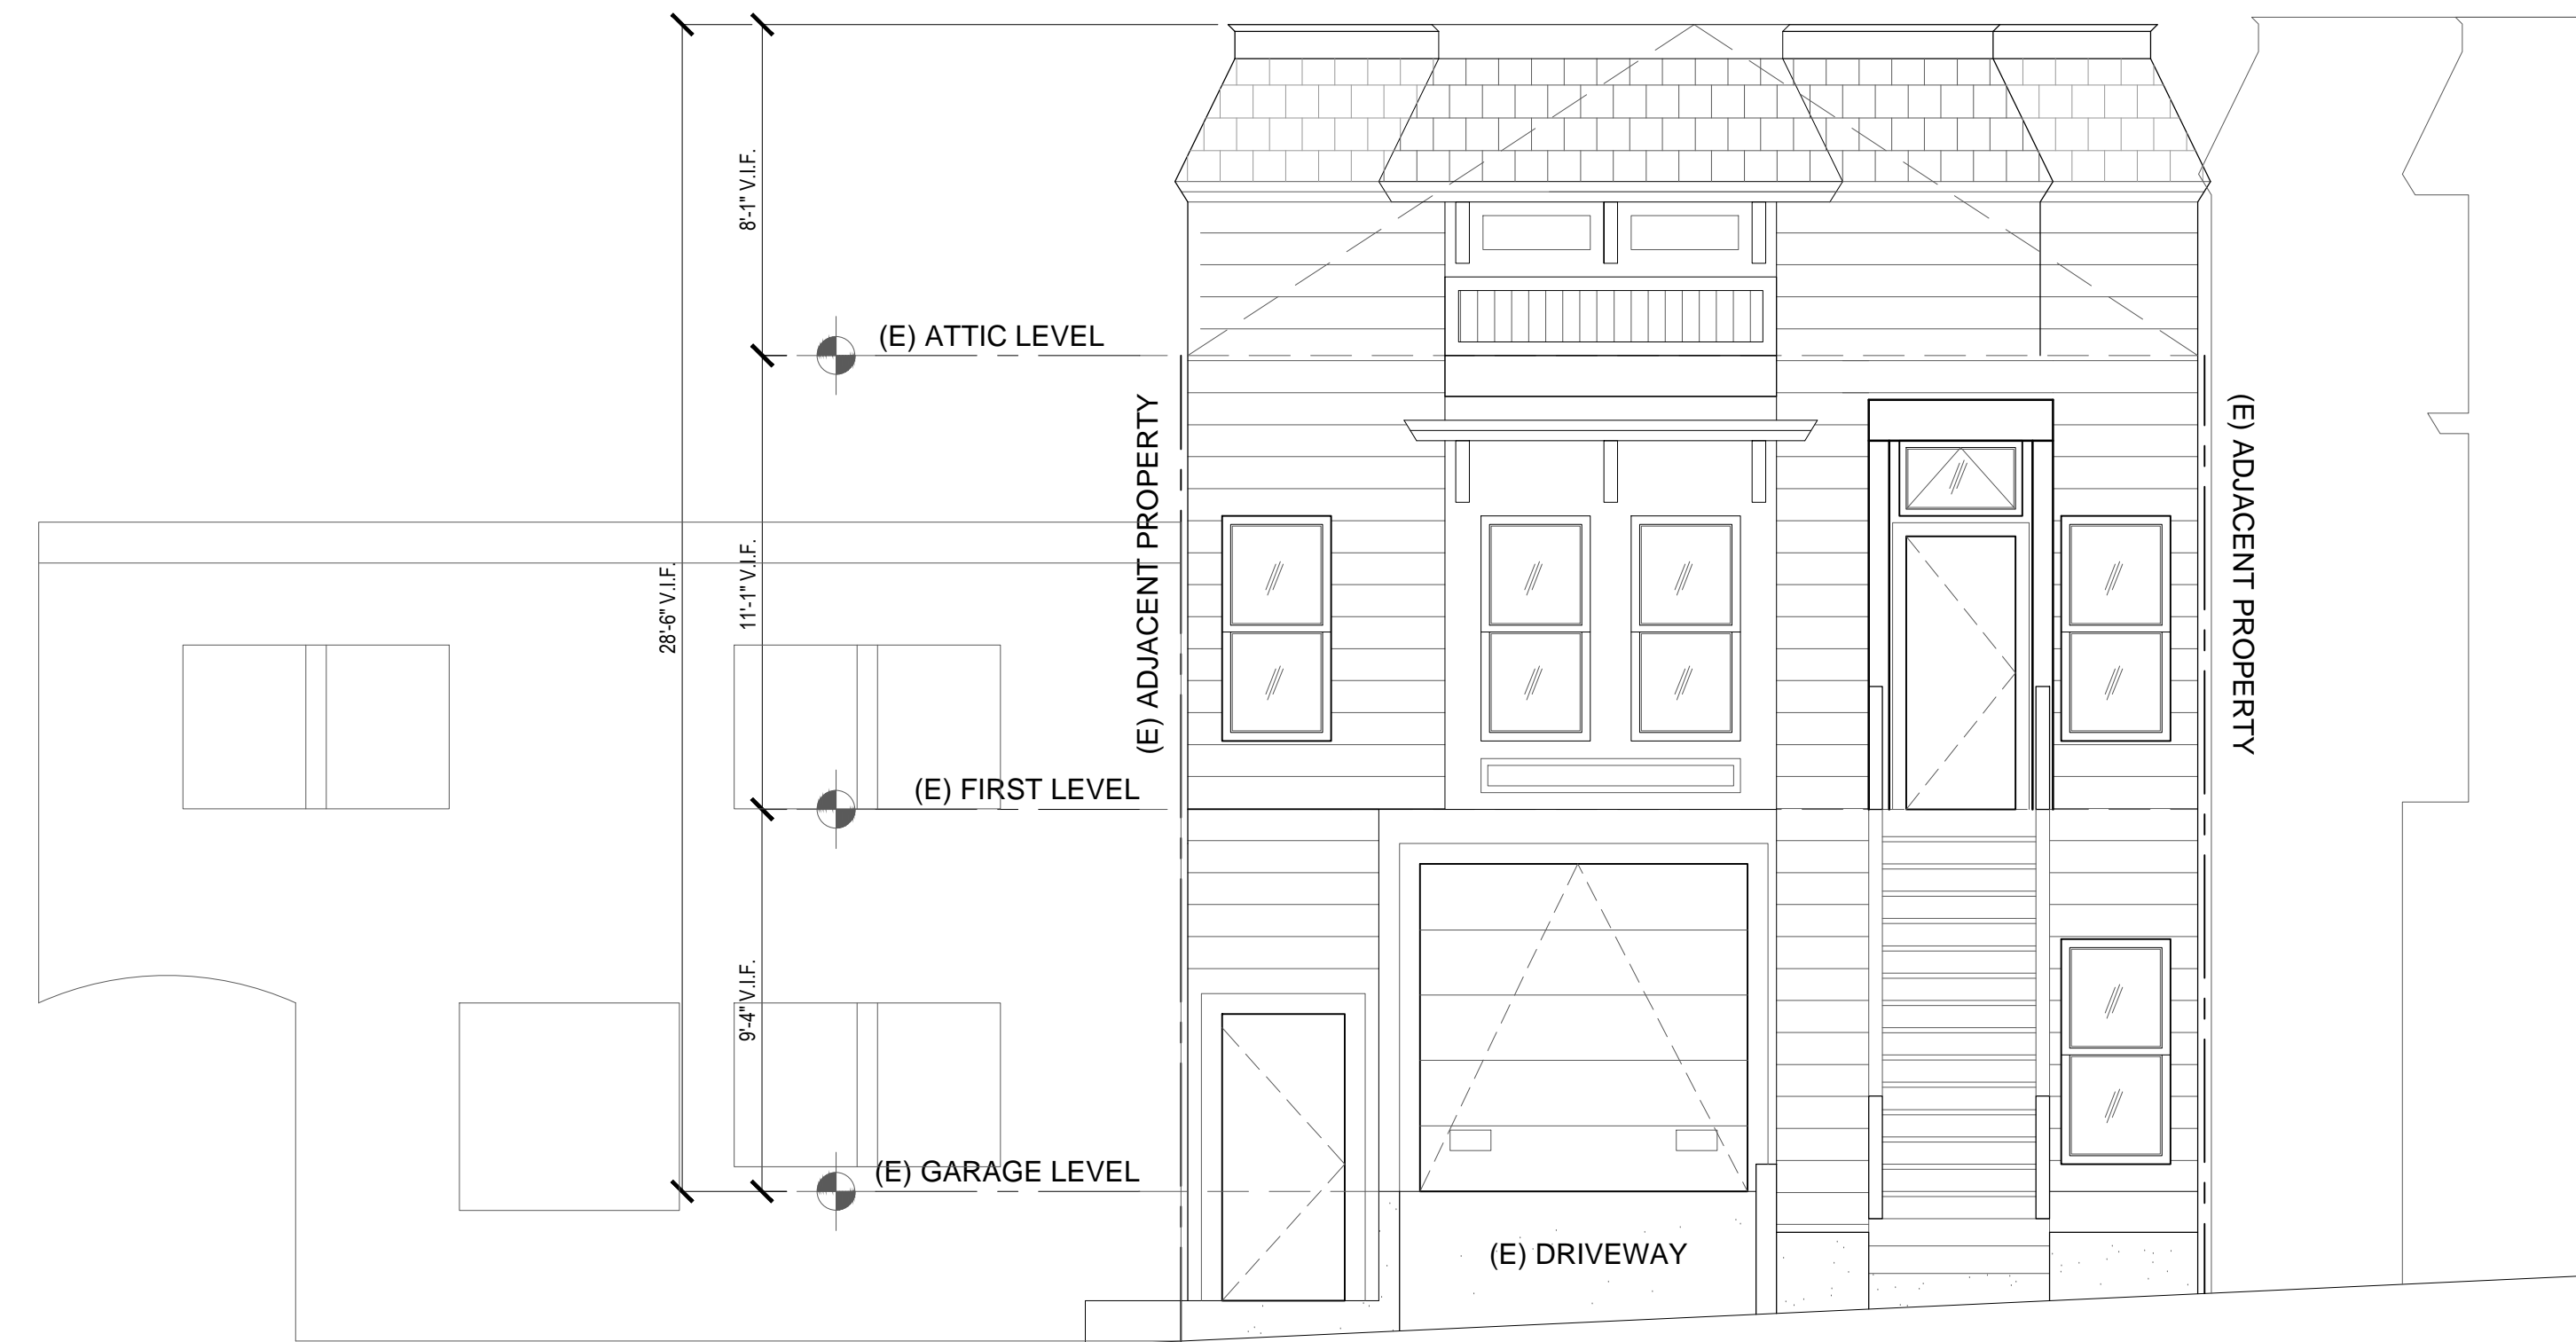 8'-1" V.I.F.
(E) ATTIC LEVEL
(E) ADJACENT PROPERTY
(E) ADJACENT PROPERTY
28'-6" V.I.F.
11'-1" V.I.F.
(E) FIRST LEVEL
9'-4" V.I.F.
(E) GARAGE LEVEL
(E) DRIVEWAY